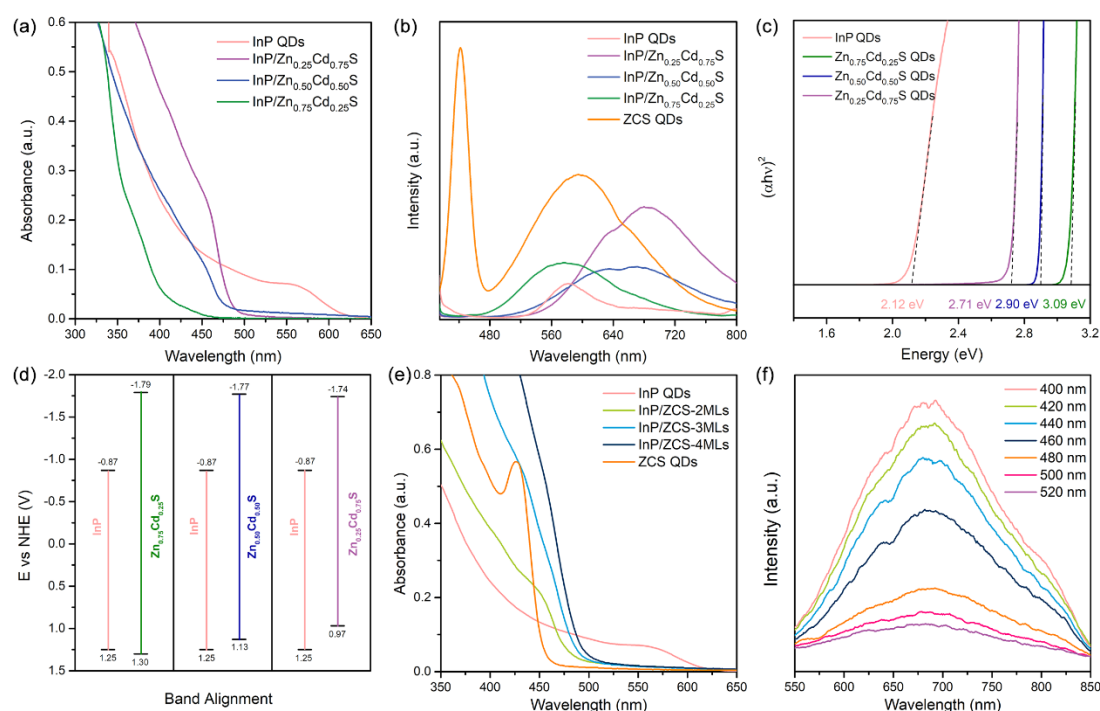 (a)
0.6
0.5
0.4
0.3
0.2
0.1
0.0
Absorbance (a.u.)
300 350 400 450 500 550 600 650
Wavelength (nm)
InP QDs
InP/Zn0.25Cd0.75S
InP/Zn0.50Cd0.50S
InP/Zn0.75Cd0.25S
(b)
Intensity (a.u.)
480 560 640 720 800
Wavelength (nm)
InP QDs
InP/Zn0.25Cd0.75S
InP/Zn0.50Cd0.50S
InP/Zn0.75Cd0.25S
ZCS QDs
(c)
(αhν)2
InP QDs
Zn0.75Cd0.25S QDs
Zn0.50Cd0.50S QDs
Zn0.25Cd0.75S QDs
2.12 eV 2.71 eV 2.90 eV 3.09 eV
1.6 2.0 2.4 2.8 3.2
Energy (eV)
(d)
-2.0
-1.5
-1.0
-0.5
0.0
0.5
1.0
1.5
E vs NHE (V)
-1.79 -1.77 -1.74
-0.87 -0.87 -0.87
InP
Zn0.75Cd0.25S
InP
Zn0.50Cd0.50S
InP
Zn0.25Cd0.75S
1.25 1.30 1.25 1.13 1.25 0.97
Band Alignment
(e)
0.8
0.6
0.4
0.2
0.0
Absorbance (a.u.)
350 400 450 500 550 600 650
Wavelength (nm)
InP QDs
InP/ZCS-2MLs
InP/ZCS-3MLs
InP/ZCS-4MLs
ZCS QDs
(f)
Intensity (a.u.)
550 600 650 700 750 800 850
Wavelength (nm)
400 nm
420 nm
440 nm
460 nm
480 nm
500 nm
520 nm